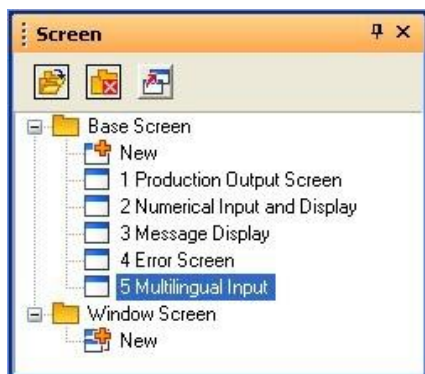 Screen
Base Screen
New
1 Production Output Screen
2 Numerical Input and Display
3 Message Display
4 Error Screen
5 Multilingual Input
Window Screen
New